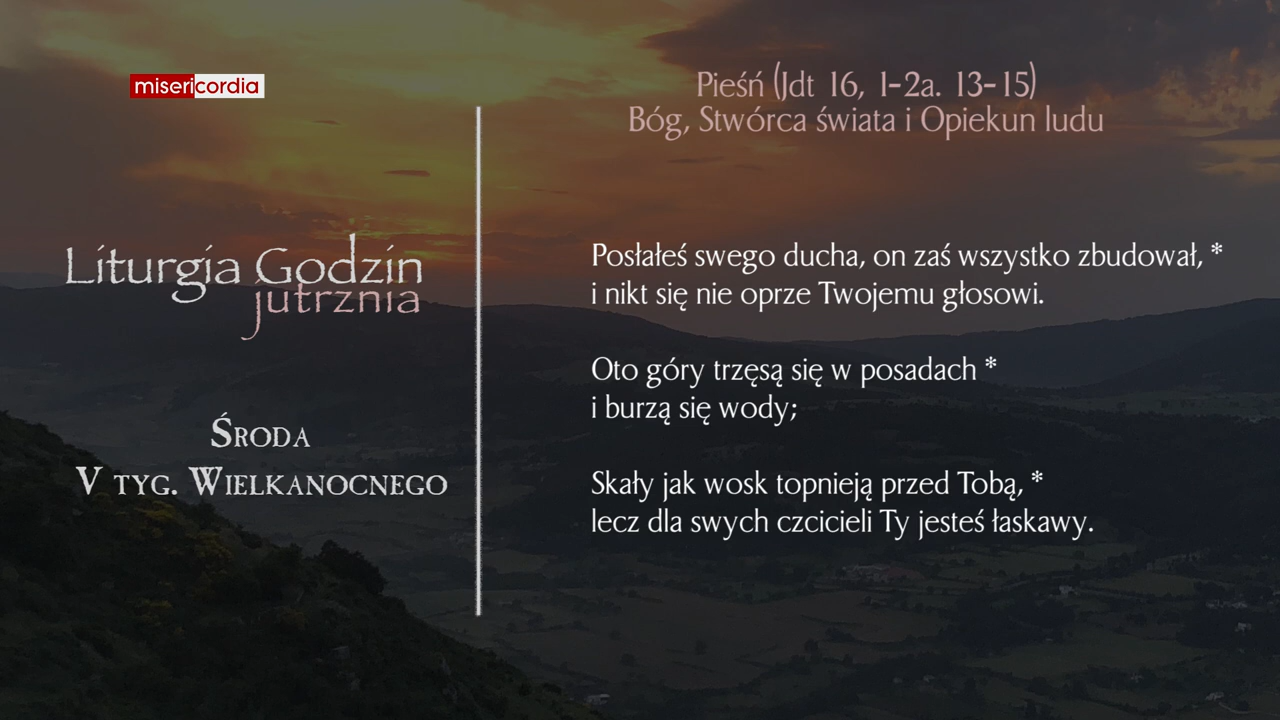 misericordia
Liturgia Godzin
jutrznia
Środa
V tyg. Wielkanocnego
Pieśń (Jdt 16, 1-2a. 13-15)
Bóg, Stwórca świata i Opiekun ludu
Posłałeś swego ducha, on zaś wszystko zbudował, *
i nikt się nie oprze Twojemu głosowi.
Oto góry trzęsą się w posadach *
i burzą się wody;
Skały jak wosk topnieją przed Tobą, *
lecz dla swych czcicieli Ty jesteś łaskawy.